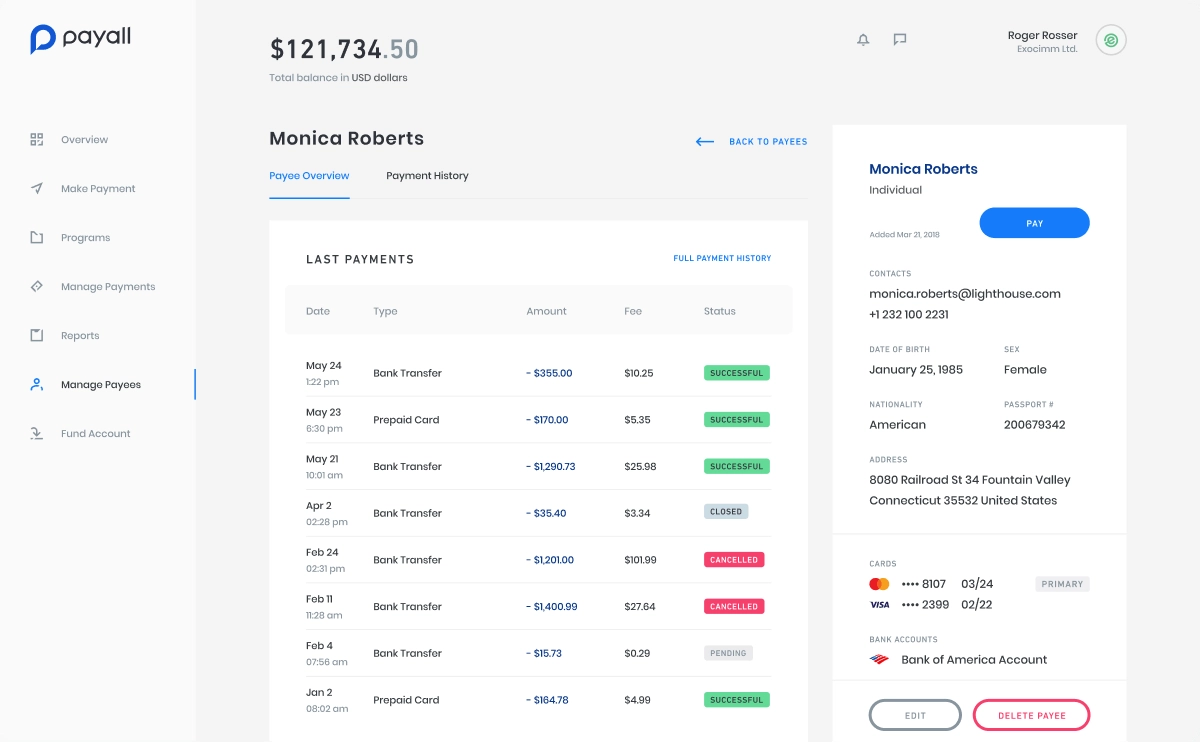 payall
$121,734.50
Total balance in USD dollars
Roger Rosser
Exocimm Ltd.
Overview
Make Payment
Programs
Manage Payments
Reports
Manage Payees
Fund Account
Monica Roberts
BACK TO PAYEES
Payee Overview Payment History
LAST PAYMENTS FULL PAYMENT HISTORY
Date Type Amount Fee Status
May 24
1:22 pm
Bank Transfer - $355.00 $10.25 SUCCESSFUL
May 23
6:30 pm
Prepaid Card - $170.00 $5.35 SUCCESSFUL
May 21
10:01 am
Bank Transfer - $1,290.73 $25.98 SUCCESSFUL
Apr 2
02:28 pm
Bank Transfer - $35.40 $3.34 CLOSED
Feb 24
02:31 pm
Bank Transfer - $1,201.00 $101.99 CANCELLED
Feb 11
11:28 am
Bank Transfer - $1,400.99 $27.64 CANCELLED
Feb 4
07:56 am
Bank Transfer - $15.73 $0.29 PENDING
Jan 2
08:02 am
Prepaid Card - $164.78 $4.99 SUCCESSFUL
Monica Roberts
Individual
Added Mar 21, 2018
PAY
CONTACTS
monica.roberts@lighthouse.com
+1 232 100 2231
DATE OF BIRTH SEX
January 25, 1985 Female
NATIONALITY PASSPORT #
American 200679342
ADDRESS
8080 Railroad St 34 Fountain Valley
Connecticut 35532 United States
CARDS
•••• 8107 03/24 PRIMARY
VISA •••• 2399 02/22
BANK ACCOUNTS
Bank of America Account
EDIT DELETE PAYEE